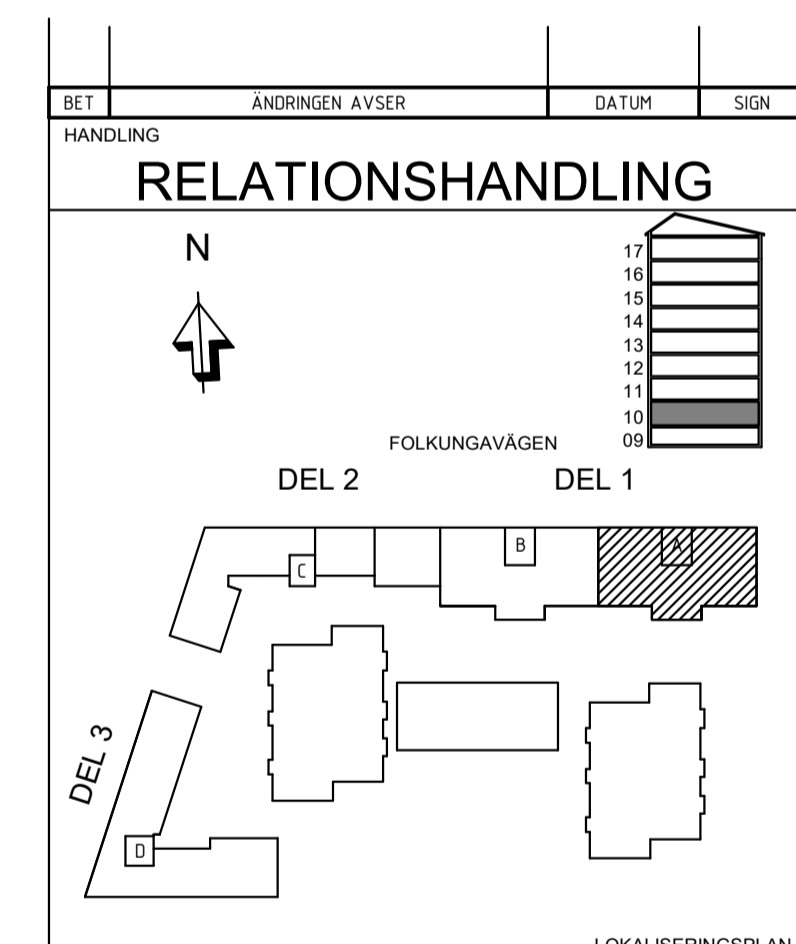 BET ÄNDRINGEN AVSER DATUM SIGN
HANDLING
RELATIONSHANDLING
N
17
16
15
14
13
12
11
10
09
FOLKUNGAVÄGEN
DEL 2 DEL 1
B
A
C
DEL 3
D
LOKALISERINGSPLAN